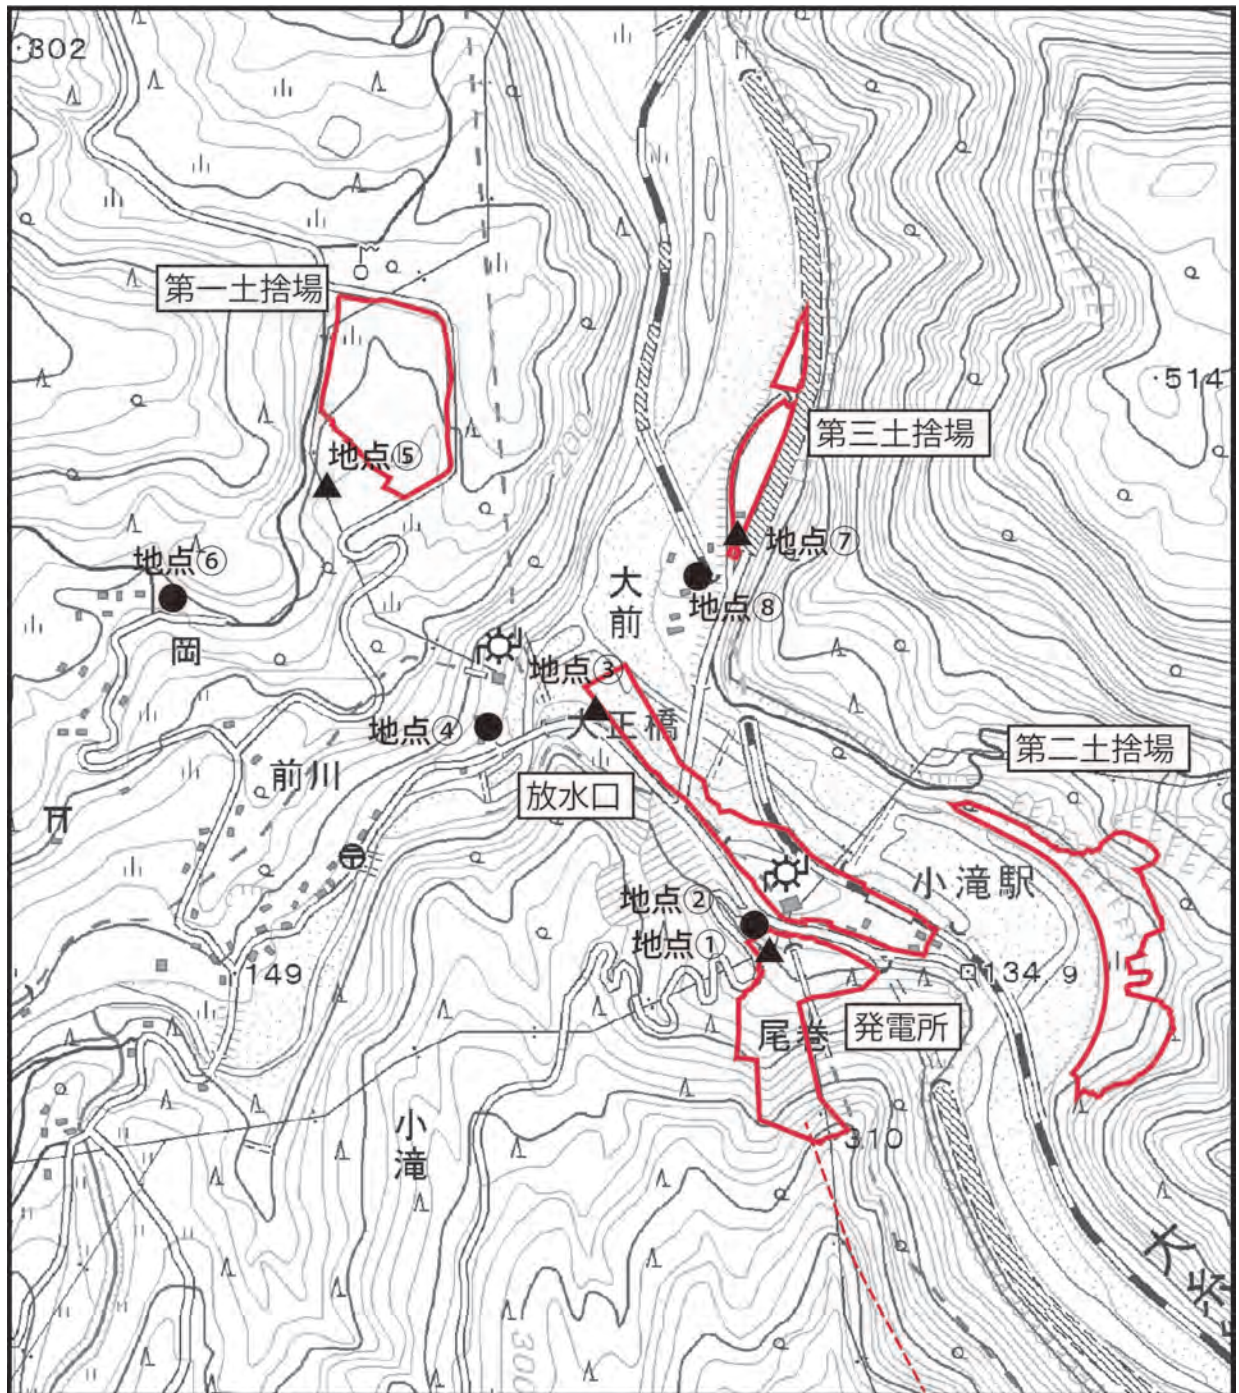 302
第一土捨場
514
200
第三土捨場
地点⑤
地点⑦
地点⑥
大前
地点⑧
岡
地点③
大正橋
地点④
第二土捨場
前川
放水口
小滝駅
地点②
地点①
149
134.9
発電所
尾巻
小滝
310
300